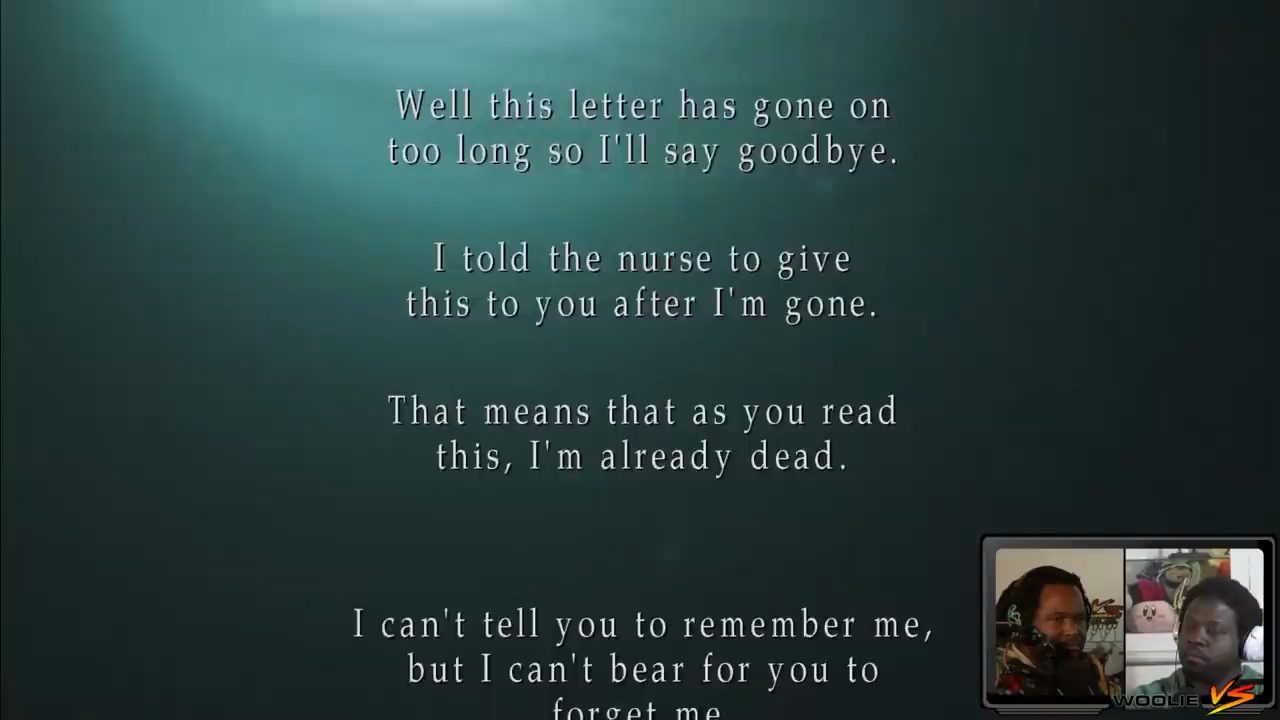 Well this letter has gone on
too long so I'll say goodbye.
I told the nurse to give
this to you after I'm gone.
That means that as you read
this, I'm already dead.
I can't tell you to remember me,
but I can't bear for you to
forget me
WOOLIE VS